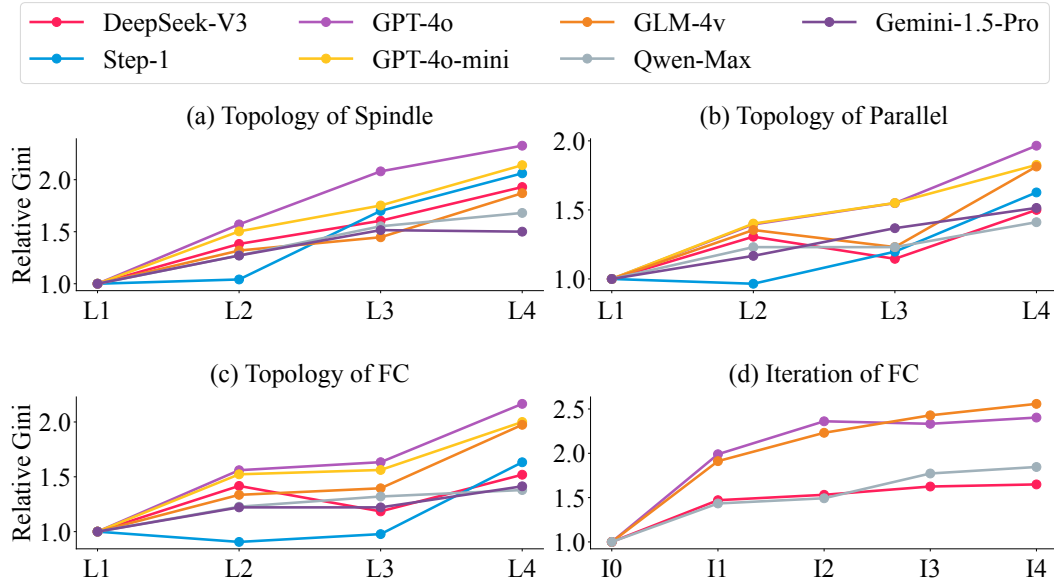 DeepSeek-V3 GPT-4o GLM-4v Gemini-1.5-Pro
Step-1 GPT-4o-mini Qwen-Max
(a) Topology of Spindle
Relative Gini
2.0
1.5
1.0
L1 L2 L3 L4
(b) Topology of Parallel
2.0
1.5
1.0
L1 L2 L3 L4
(c) Topology of FC
Relative Gini
2.0
1.5
1.0
L1 L2 L3 L4
(d) Iteration of FC
2.5
2.0
1.5
1.0
I0 I1 I2 I3 I4